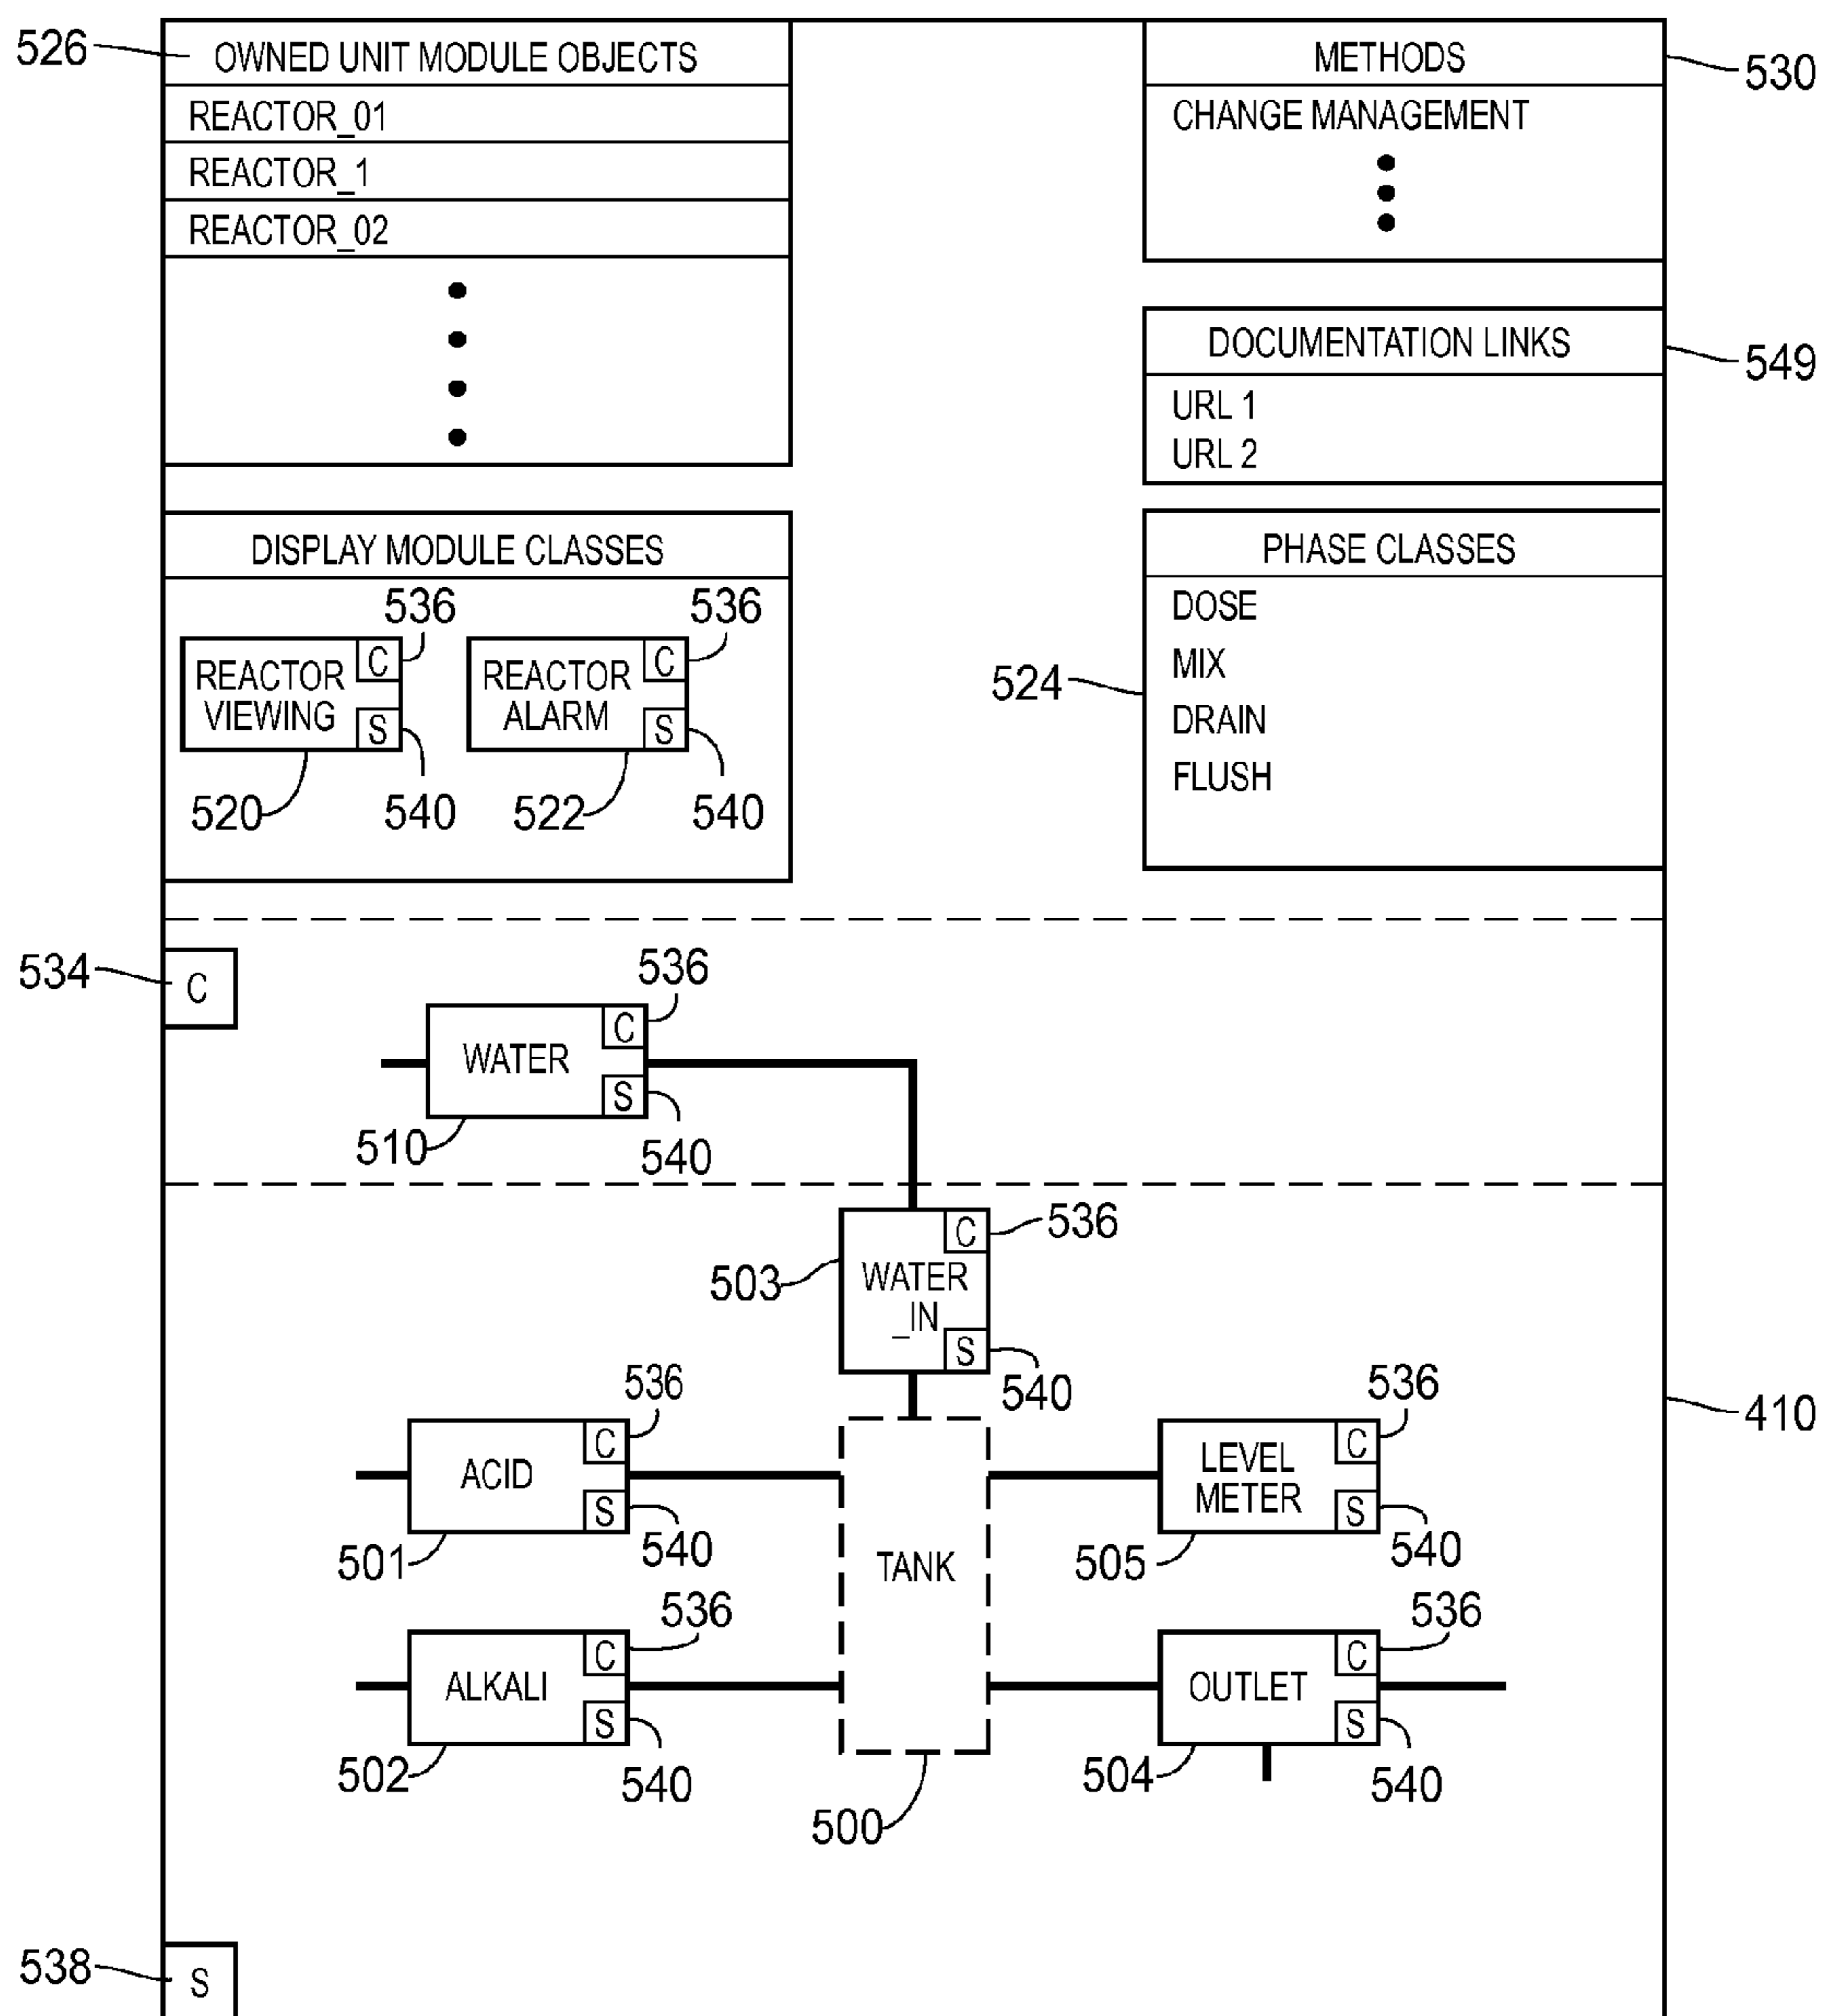 526
OWNED UNIT MODULE OBJECTS
REACTOR_01
REACTOR_1
REACTOR_02
METHODS
530
CHANGE MANAGEMENT
DOCUMENTATION LINKS
549
URL 1
URL 2
DISPLAY MODULE CLASSES
536
536
REACTOR
VIEWING
C
S
REACTOR
ALARM
C
S
520
540
522
540
PHASE CLASSES
524
DOSE
MIX
DRAIN
FLUSH
534
C
536
WATER
C
S
510
540
503
WATER
_IN
C
S
536
540
536
ACID
C
S
501
540
TANK
536
LEVEL
METER
C
S
505
540
410
536
ALKALI
C
S
502
540
500
536
OUTLET
C
S
504
540
538
S